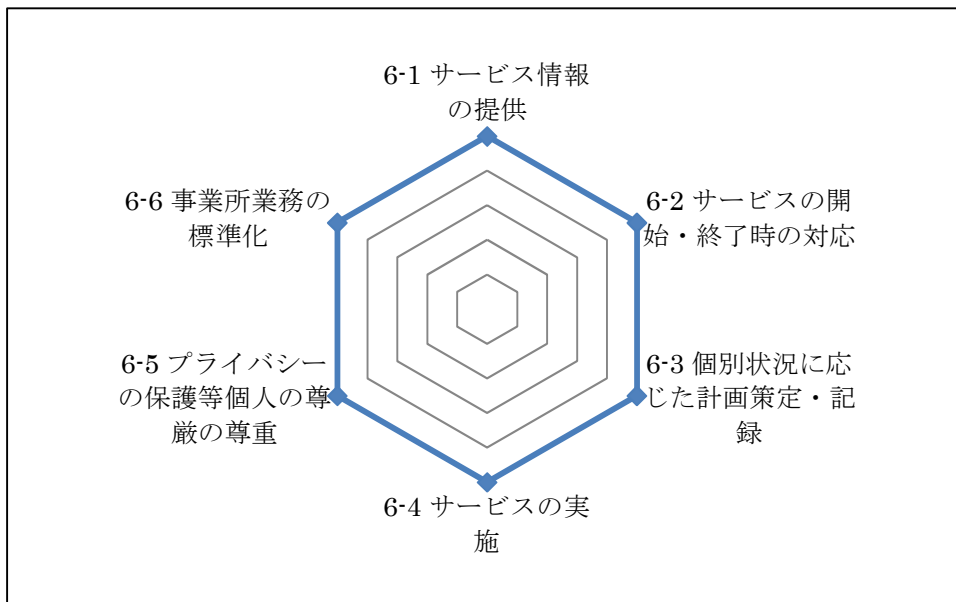 6-1 サービス情報
の提供
6-2 サービスの開
始・終了時の対応
6-3 個別状況に応
じた計画策定・記
録
6-4 サービスの実
施
6-5 プライバシー
の保護等個人の尊
厳の尊重
6-6 事業所業務の
標準化